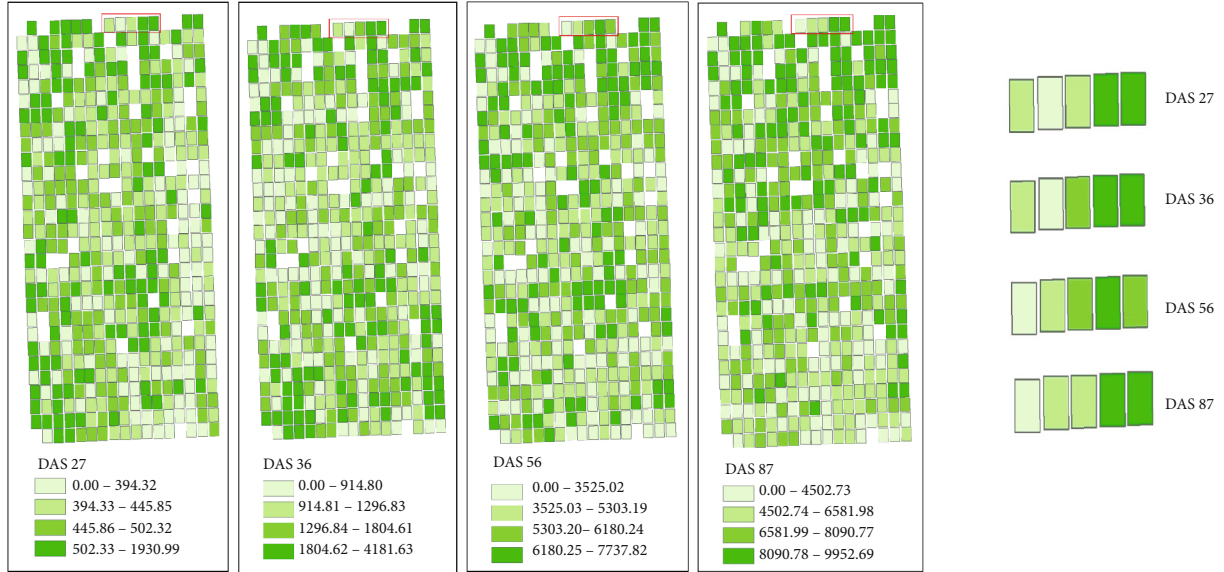 DAS 27
0.00 – 394.32
394.33 – 445.85
445.86 – 502.32
502.33 – 1930.99
DAS 36
0.00 – 914.80
914.81 – 1296.83
1296.84 – 1804.61
1804.62 – 4181.63
DAS 56
0.00 – 3525.02
3525.03 – 5303.19
5303.20– 6180.24
6180.25 – 7737.82
DAS 87
0.00 – 4502.73
4502.74 – 6581.98
6581.99 – 8090.77
8090.78 – 9952.69
DAS 27
DAS 36
DAS 56
DAS 87